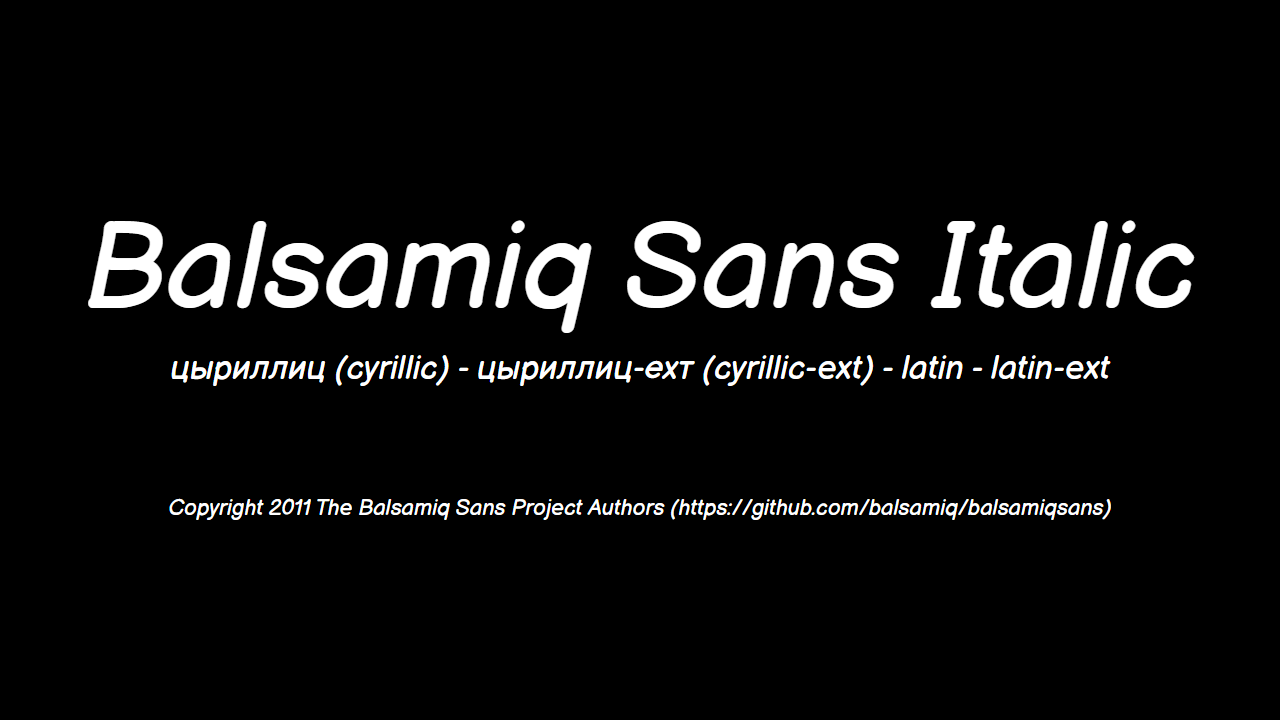 Balsamiq Sans Italic
цыриллиц (cyrillic) - цыриллиц-ехт (cyrillic-ext) - latin - latin-ext
Copyright 2011 The Balsamiq Sans Project Authors (https://github.com/balsamiq/balsamiqsans)